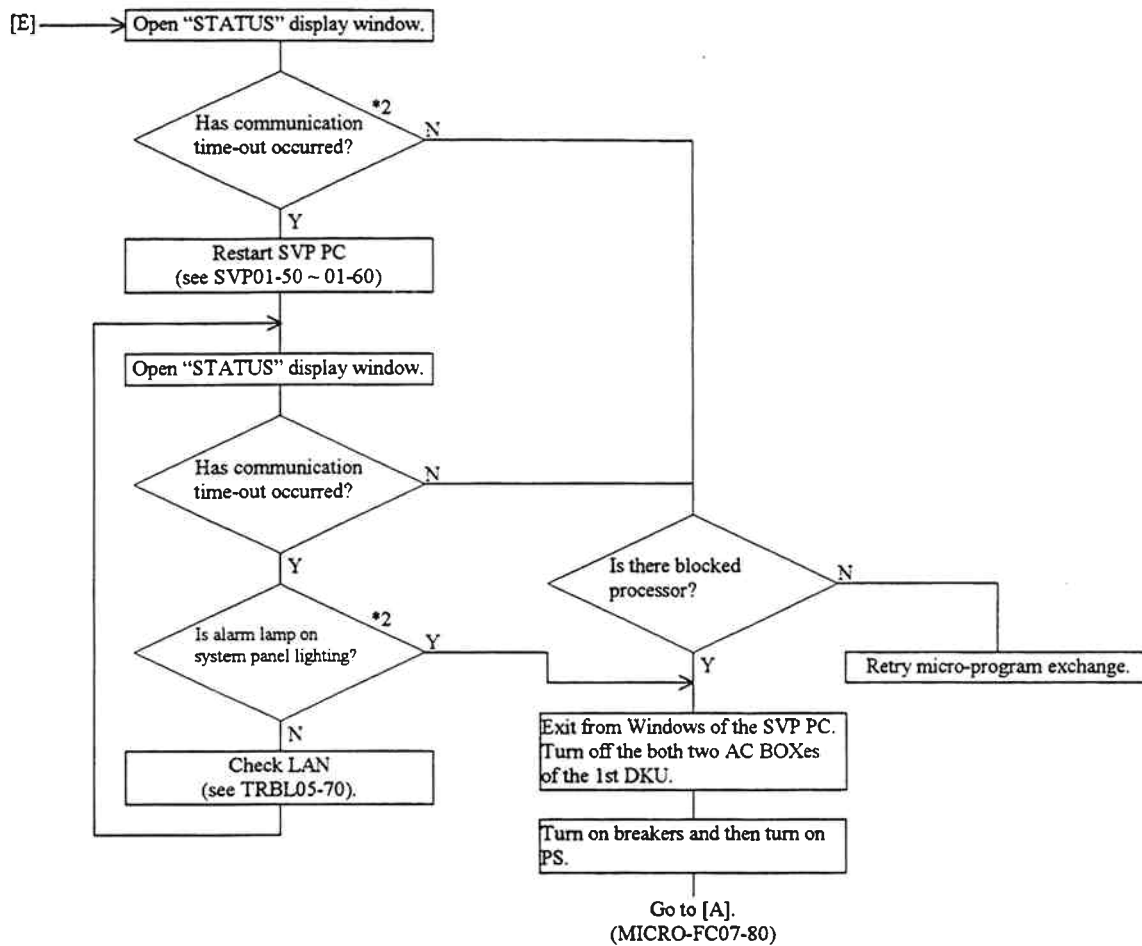 [E]
Open “STATUS” display window.
*2
Has communication
time-out occurred?
N
Y
Restart SVP PC
(see SVP01-50 ~ 01-60)
Open “STATUS” display window.
Has communication
time-out occurred?
N
Y
Is there blocked
processor?
N
Y
*2
Is alarm lamp on
system panel lighting?
Y
N
Retry micro-program exchange.
Check LAN
(see TRBL05-70).
Exit from Windows of the SVP PC.
Turn off the both two AC BOXes
of the 1st DKU.
Turn on breakers and then turn on
PS.
Go to [A].
(MICRO-FC07-80)